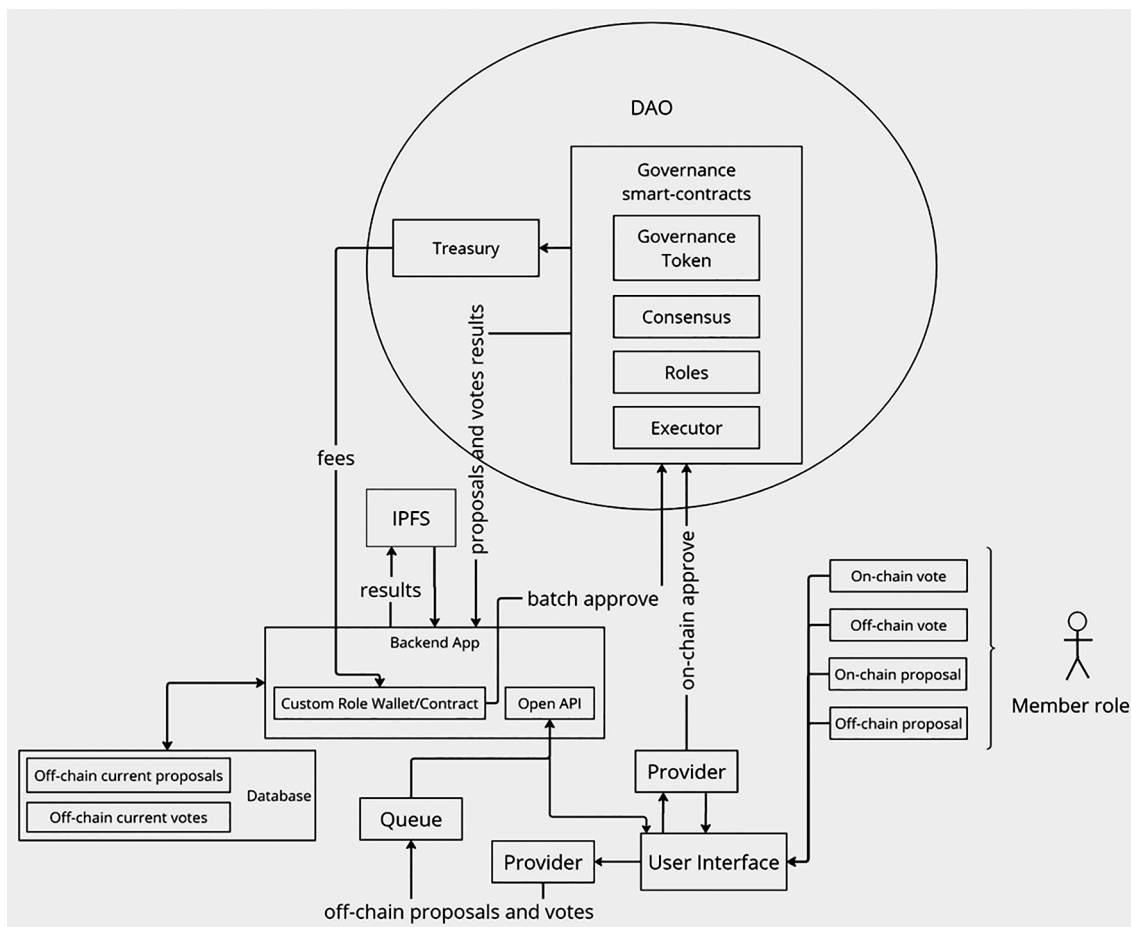 DAO
Governance
smart-contracts
Governance
Token
Consensus
Roles
Executor
Treasury
proposals and votes results
fees
IPFS
results
batch approve
on-chain approve
Backend App
Custom Role Wallet/Contract
Open API
Off-chain current proposals
Off-chain current votes
Database
Queue
Provider
Provider
User Interface
off-chain proposals and votes
On-chain vote
Off-chain vote
On-chain proposal
Off-chain proposal
Member role